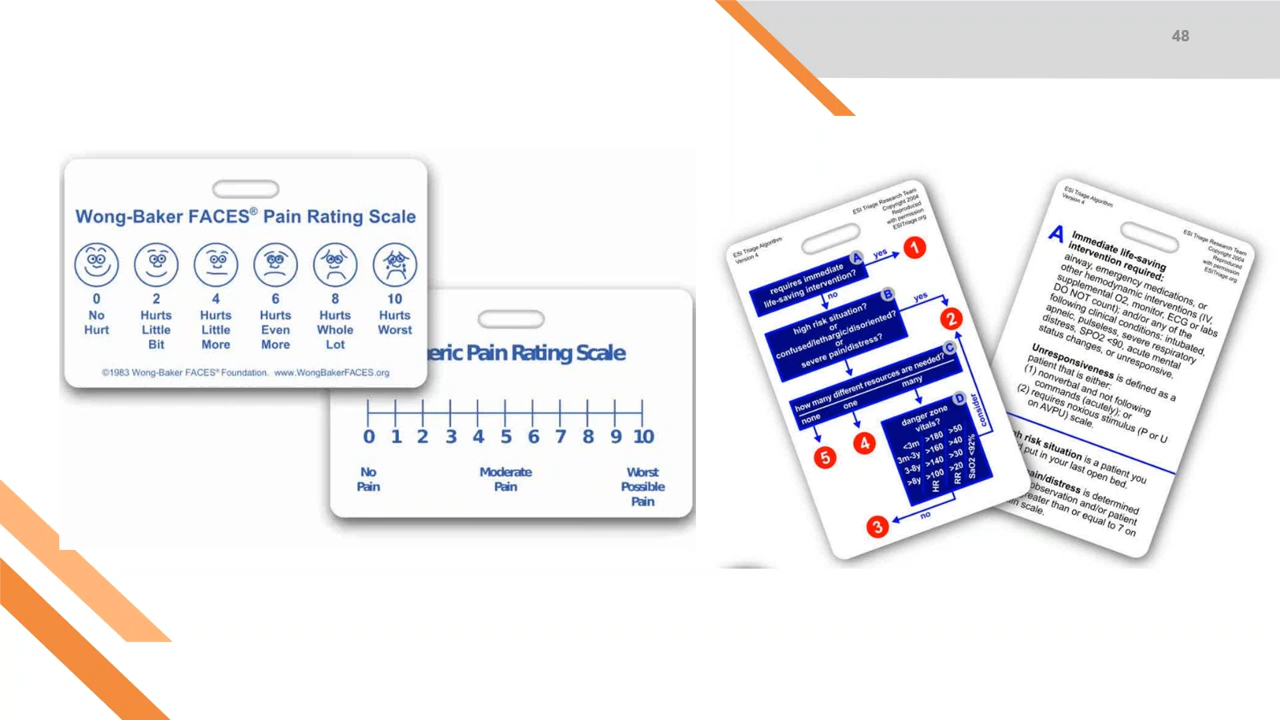 48
Wong-Baker FACES® Pain Rating Scale
0 2 4 6 8 10
No Hurts Hurts Hurts Hurts Hurts
Hurt Little Little Even Whole Worst
Bit More More Lot
©1983 Wong-Baker FACES® Foundation. www.WongBakerFACES.org
eric Pain Rating Scale
0 1 2 3 4 5 6 7 8 9 10
No Moderate Worst
Pain Pain Possible
Pain
ESI Triage Algorithm
Version 4
ESI Triage Research Team
Copyright 2004
Reproduced
with permission
ESITriage.org
A
requires immediate
life-saving intervention?
yes
1
no
B
high risk situation?
or
confused/lethargic/disoriented?
or
severe pain/distress?
yes
2
C
how many different resources are needed?
none one many
5
4
D
danger zone
vitals?
<3m >180 >50
3m-3y >160 >40
3-8y >140 >30
>8y >100 >20
HR
RR
SaO2 <92%
consider
no
3
ESI Triage Algorithm
Version 4
ESI Triage Research Team
Copyright 2004
Reproduced
with permission
ESITriage.org
A Immediate life-saving
intervention required:
airway, emergency medications, or
other hemodynamic interventions (IV,
supplemental O2, monitor, ECG or labs
DO NOT count); and/or any of the
following clinical conditions: intubated,
apneic, pulseless, severe respiratory
distress, SPO2 <90, acute mental
status changes, or unresponsive.
Unresponsiveness is defined as a
patient that is either:
(1) nonverbal and not following
commands (acutely); or
(2) requires noxious stimulus (P or U
on AVPU) scale.
h risk situation is a patient you
put in your last open bed.
ain/distress is determined
observation and/or patient
reater than or equal to 7 on
scale.